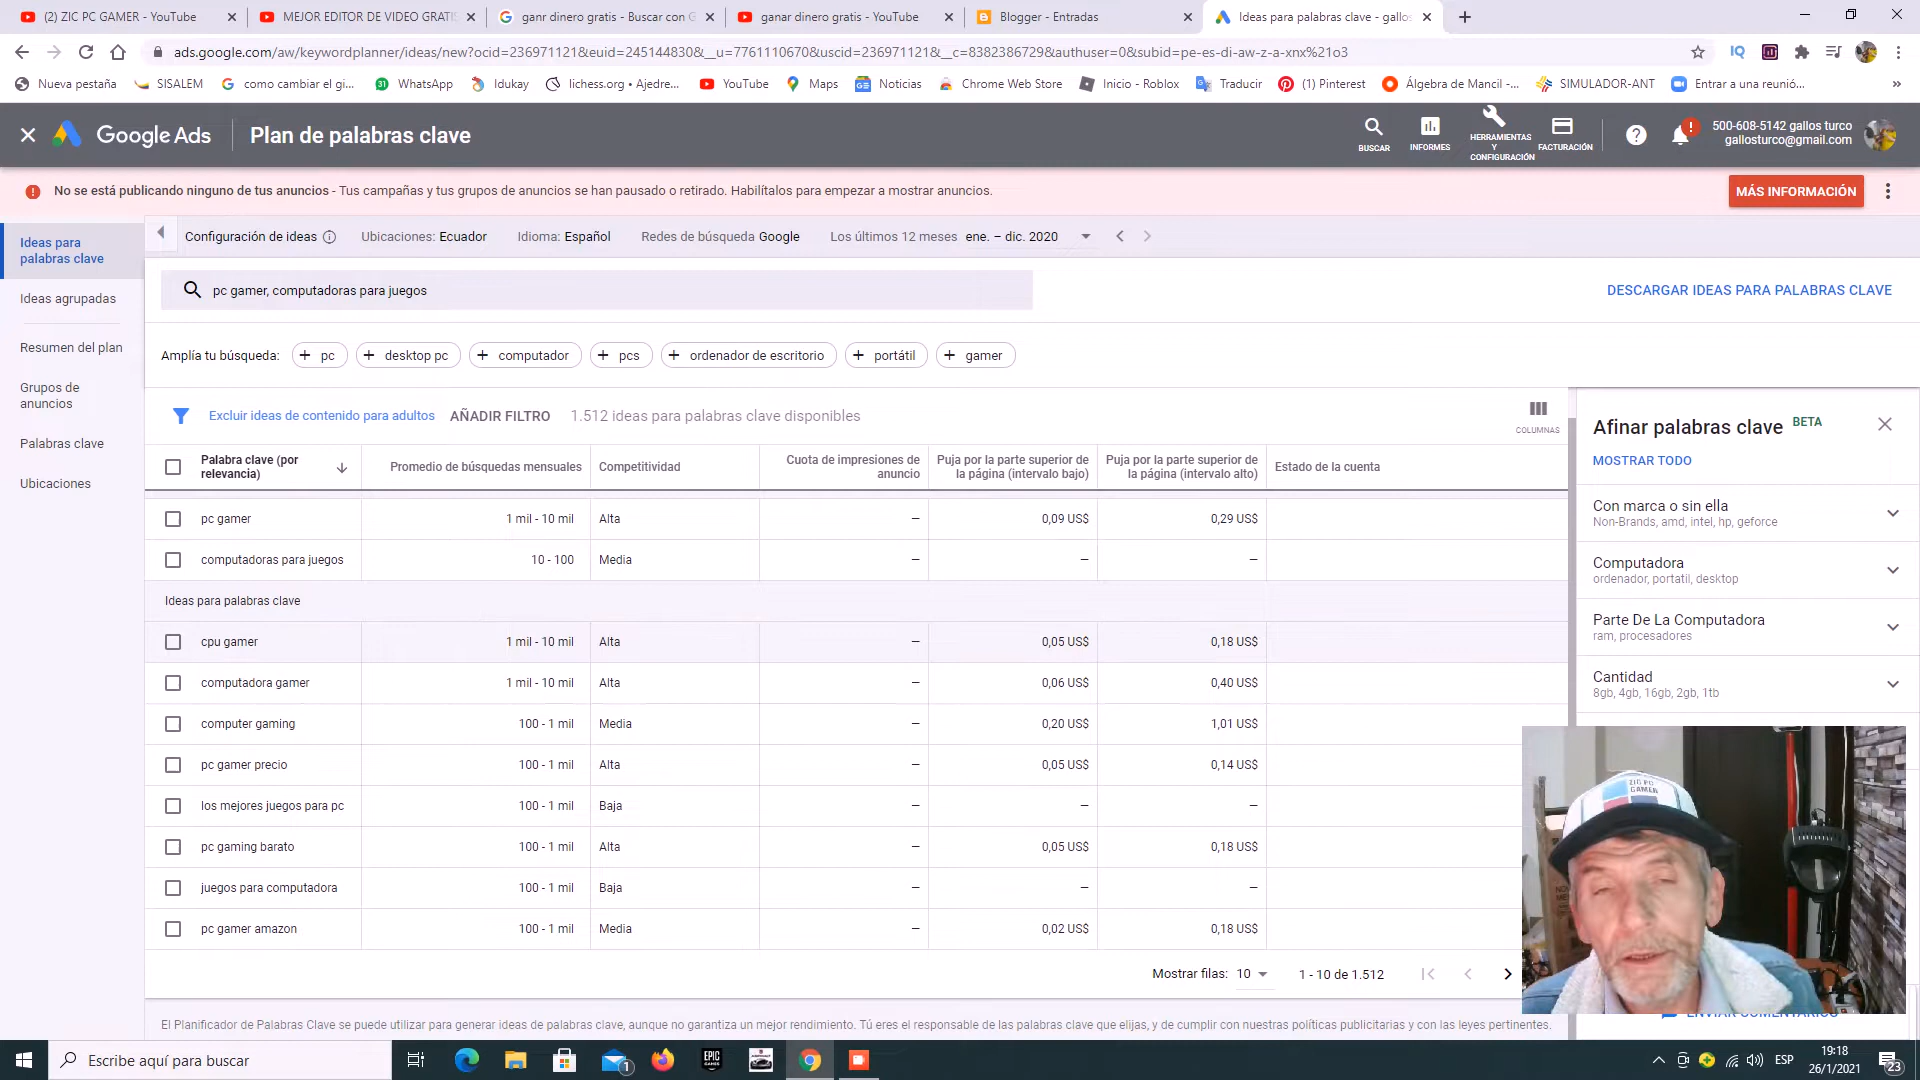 (2) ZIC PC GAMER - YouTube
MEJOR EDITOR DE VIDEO GRATIS
ganr dinero gratis - Buscar con G
ganar dinero gratis - YouTube
Blogger - Entradas
Ideas para palabras clave - gallos
ads.google.com/aw/keywordplanner/ideas/new?ocid=236971121&euid=245144830&__u=7761110670&uscid=236971121&__c=8382386729&authuser=0&subid=pe-es-di-aw-z-a-xnx%21o3
IQ
Nueva pestaña
SISALEM
como cambiar el gi...
WhatsApp
Idukay
lichess.org • Ajedre...
YouTube
Maps
Noticias
Chrome Web Store
Inicio - Roblox
Traducir
(1) Pinterest
Álgebra de Mancil -...
SIMULADOR-ANT
Entrar a una reunió...
»
Google Ads
Plan de palabras clave
BUSCAR
INFORMES
HERRAMIENTAS
Y
CONFIGURACIÓN
FACTURACIÓN
500-608-5142 gallos turco
gallosturco@gmail.com
No se está publicando ninguno de tus anuncios - Tus campañas y tus grupos de anuncios se han pausado o retirado. Habilítalos para empezar a mostrar anuncios.
MÁS INFORMACIÓN
Ideas para
palabras clave
Ideas agrupadas
Resumen del plan
Grupos de
anuncios
Palabras clave
Ubicaciones
Configuración de ideas
Ubicaciones: Ecuador
Idioma: Español
Redes de búsqueda Google
Los últimos 12 meses ene. – dic. 2020
pc gamer, computadoras para juegos
DESCARGAR IDEAS PARA PALABRAS CLAVE
Amplía tu búsqueda:
+ pc
+ desktop pc
+ computador
+ pcs
+ ordenador de escritorio
+ portátil
+ gamer
Excluir ideas de contenido para adultos
AÑADIR FILTRO
1.512 ideas para palabras clave disponibles
COLUMNAS
Palabra clave (por
relevancia)
Promedio de búsquedas mensuales
Competitividad
Cuota de impresiones de
anuncio
Puja por la parte superior de
la página (intervalo bajo)
Puja por la parte superior de
la página (intervalo alto)
Estado de la cuenta
pc gamer 1 mil - 10 mil Alta – 0,09 US$ 0,29 US$
computadoras para juegos 10 - 100 Media – – –
Ideas para palabras clave
cpu gamer 1 mil - 10 mil Alta – 0,05 US$ 0,18 US$
computadora gamer 1 mil - 10 mil Alta – 0,06 US$ 0,40 US$
computer gaming 100 - 1 mil Media – 0,20 US$ 1,01 US$
pc gamer precio 100 - 1 mil Alta – 0,05 US$ 0,14 US$
los mejores juegos para pc 100 - 1 mil Baja – – –
pc gaming barato 100 - 1 mil Alta – 0,05 US$ 0,18 US$
juegos para computadora 100 - 1 mil Baja – – –
pc gamer amazon 100 - 1 mil Media – 0,02 US$ 0,18 US$
Mostrar filas: 10
1 - 10 de 1.512
El Planificador de Palabras Clave se puede utilizar para generar ideas de palabras clave, aunque no garantiza un mejor rendimiento. Tú eres el responsable de las palabras clave que elijas, y de cumplir con nuestras políticas publicitarias y con las leyes pertinentes.
Afinar palabras clave BETA
MOSTRAR TODO
Con marca o sin ella
Non-Brands, amd, intel, hp, geforce
Computadora
ordenador, portatil, desktop
Parte De La Computadora
ram, procesadores
Cantidad
8gb, 4gb, 16gb, 2gb, 1tb
ZIC PC
GAMER
ENVIAR COMENTARIOS
Escribe aquí para buscar
1
EPIC
GAMES
ESP
19:18
26/1/2021
23